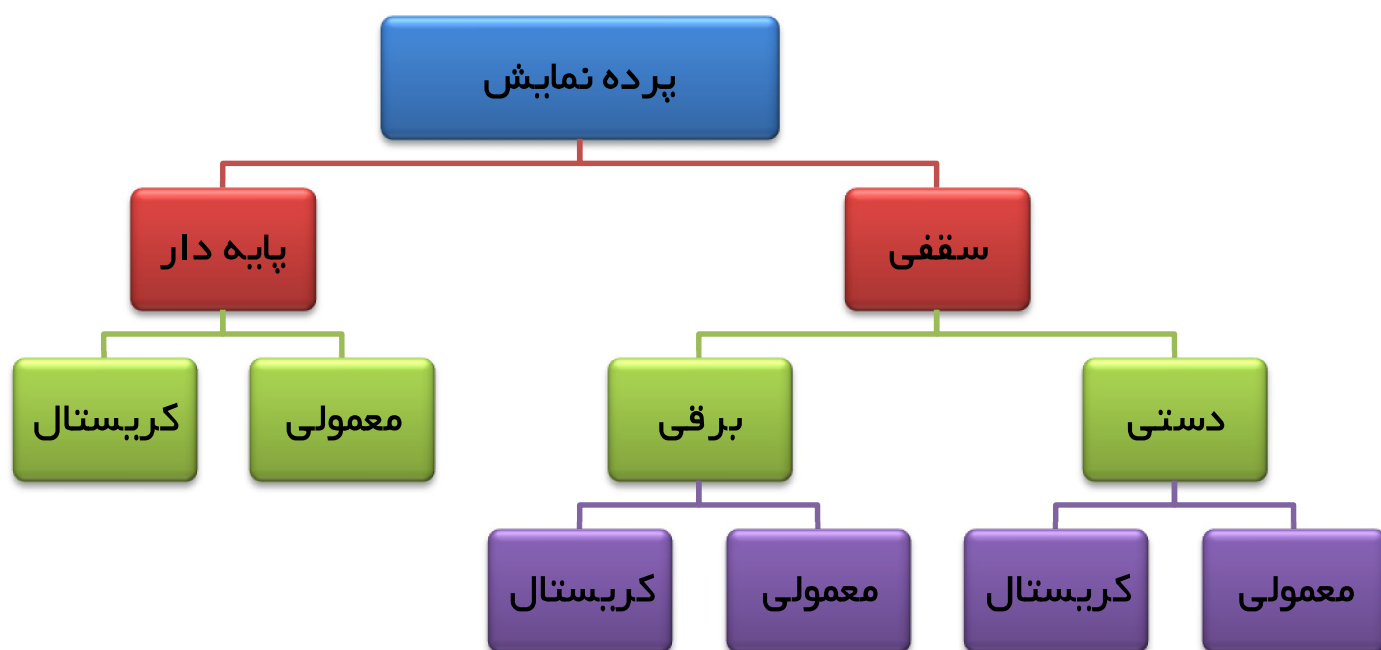 پرده نمایش
سقفی
پایه دار
دستی
برقی
معمولی
کریستال
معمولی
کریستال
معمولی
کریستال